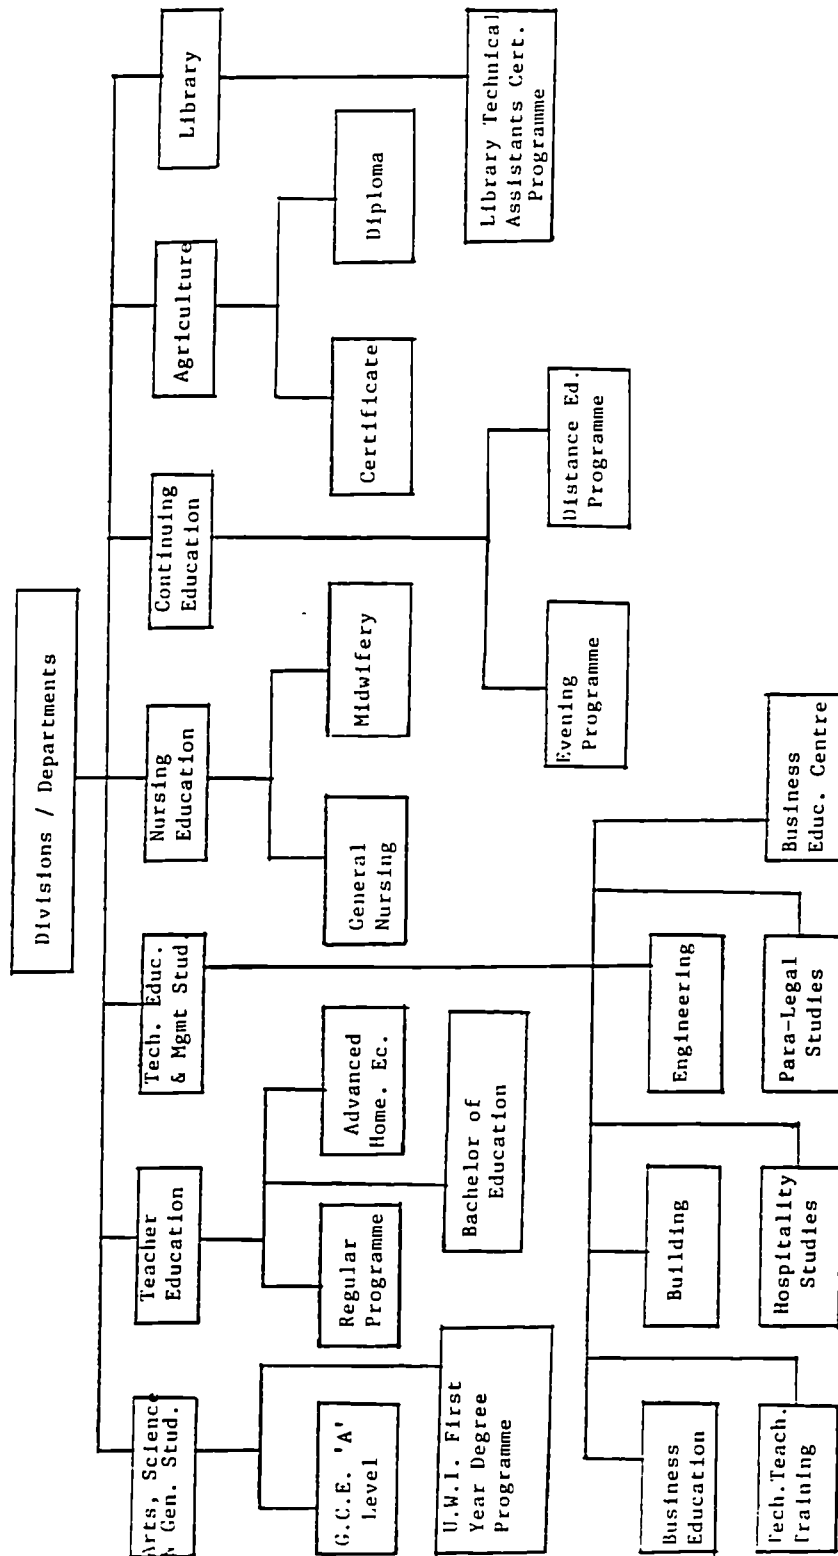 Divisions / Departments
Arts, Science
& Gen. Stud.
Teacher
Education
Tech. Educ.
& Mgmt Stud.
Nursing
Education
Continuing
Education
Agriculture
Library
G.C.E. 'A'
Level
U.W.I. First
Year Degree
Programme
Regular
Programme
Bachelor of
Education
Advanced
Home. Ec.
General
Nursing
Midwifery
Evening
Programme
Distance Ed.
Programme
Certificate
Diploma
Library Technical
Assistants Cert.
Programme
Business
Education
Building
Engineering
Business
Educ. Centre
Tech.Teach.
Training
Hospitality
Studies
Para-Legal
Studies